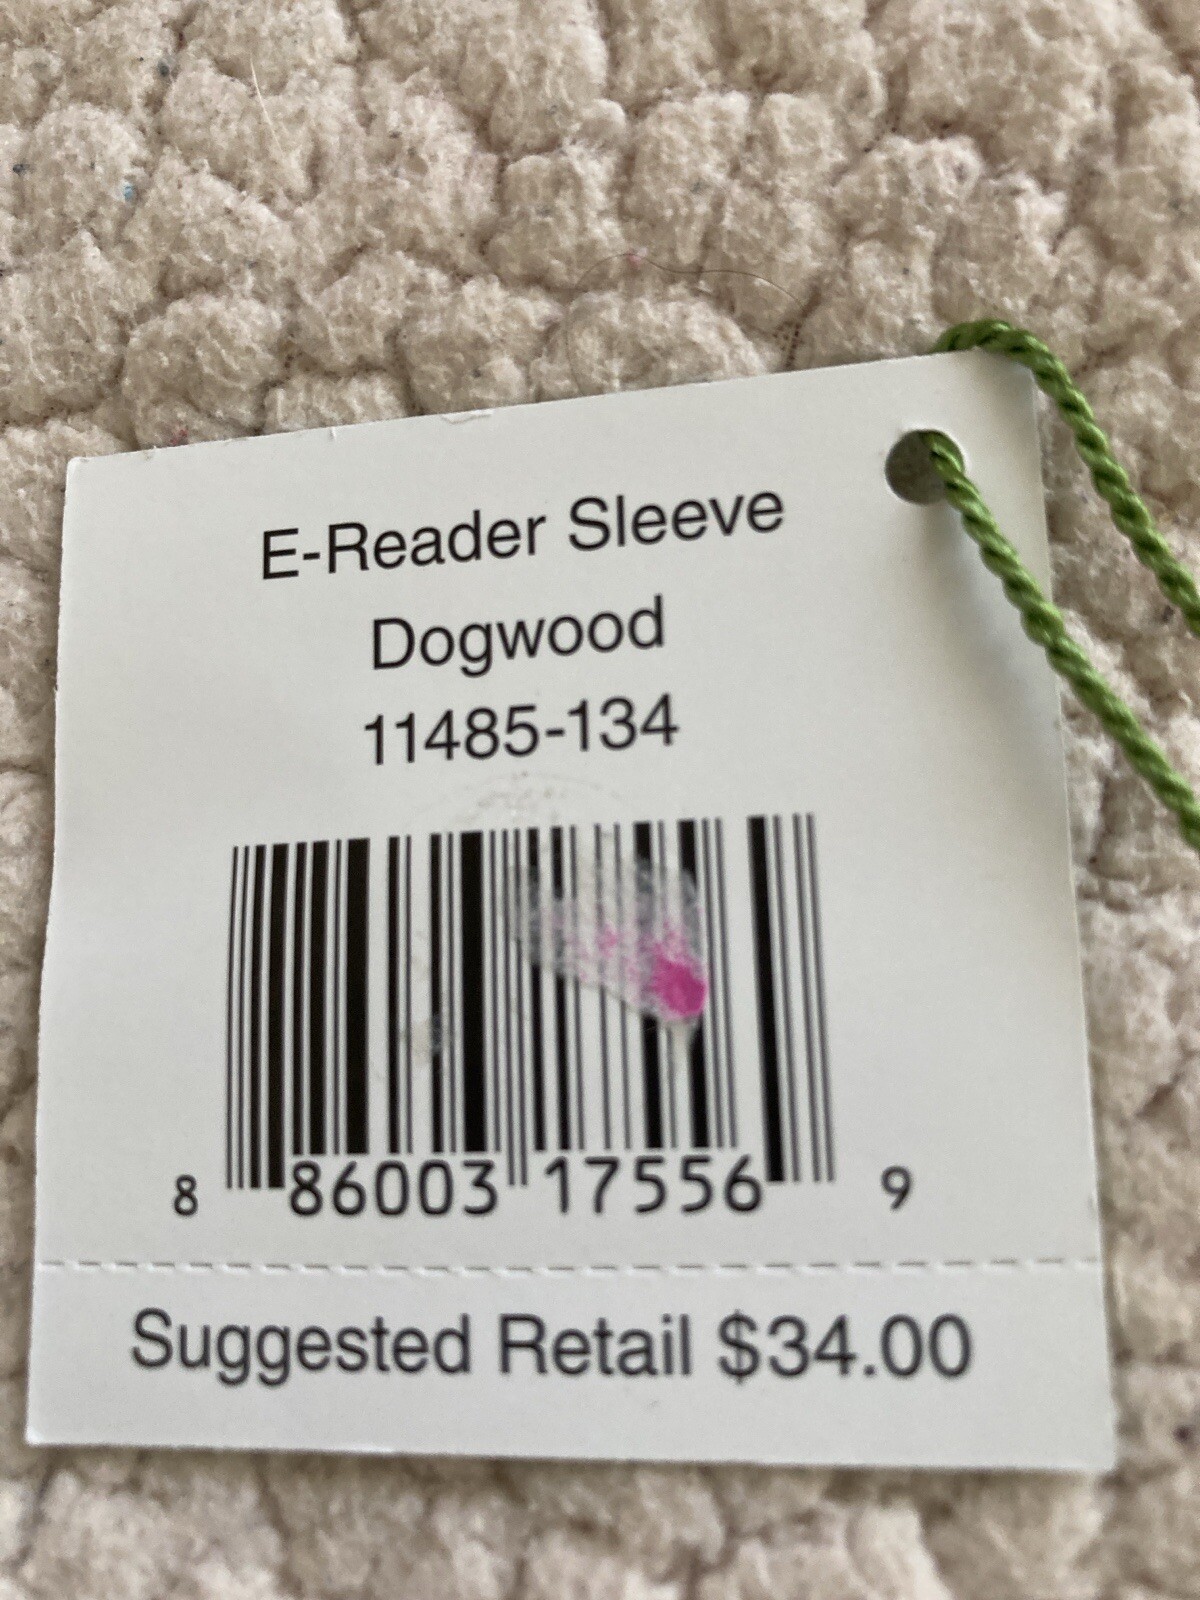 E-Reader Sleeve
Dogwood
11485-134
8 86003 17556 9
Suggested Retail $34.00